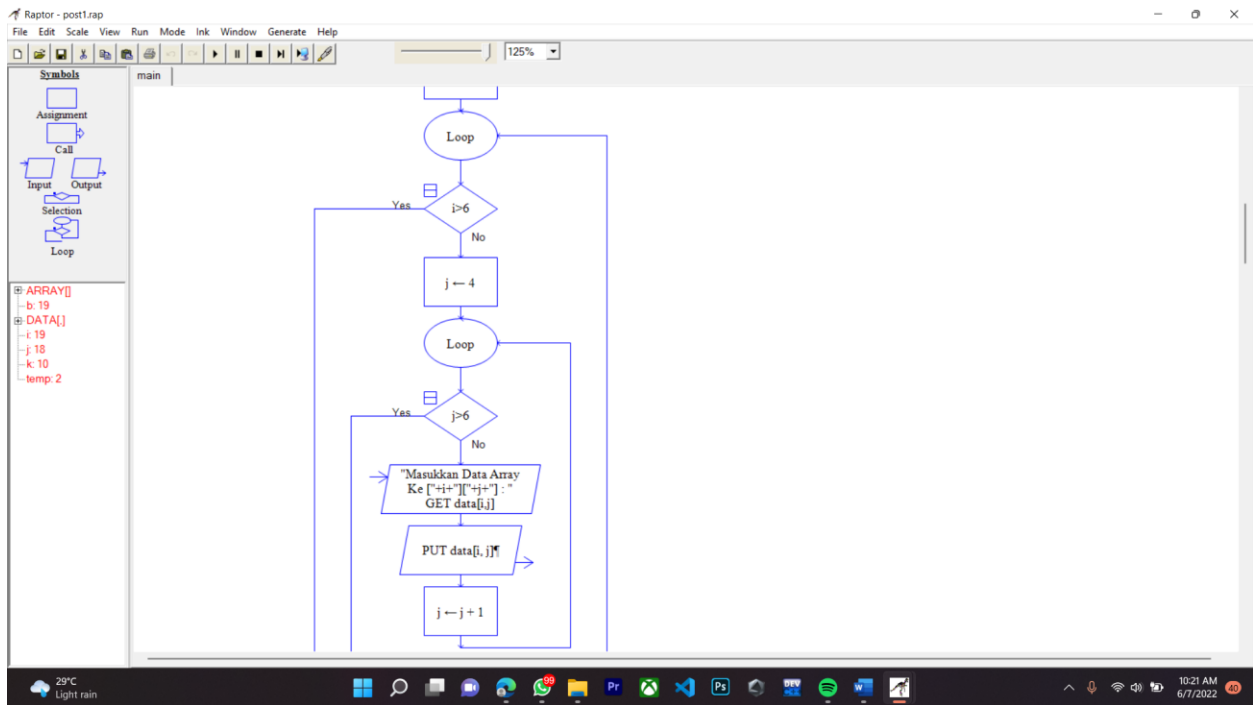 Raptor - post1.rap
File Edit Scale View Run Mode Ink Window Generate Help
125%
Symbols
Assignment
Call
Input Output
Selection
Loop
main
ARRAY[]
b: 19
DATA[,]
i: 19
j: 18
k: 10
temp: 2
Loop
Yes
i>6
No
j ← 4
Loop
Yes
j>6
No
"Masukkan Data Array
Ke ["+i+"]["+j+"] : "
GET data[i,j]
PUT data[i, j]¶
j ← j + 1
29°C
Light rain
99
Pr
Ps
DEV
10:21 AM
6/7/2022
40